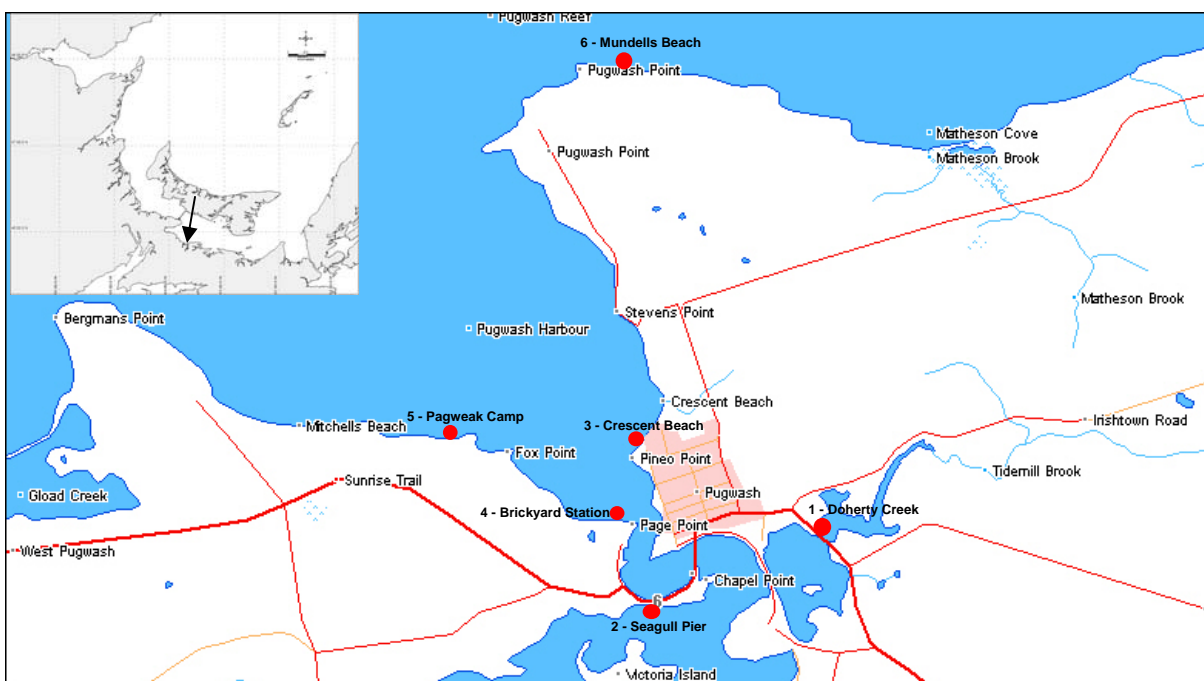 Pugwash Reef
6 - Mundells Beach
Pugwash Point
Matheson Cove
Pugwash Point
Matheson Brook
Matheson Brook
Stevens Point
Bergmans Point
Pugwash Harbour
Crescent Beach
5 - Pagweak Camp
Mitchells Beach
3 - Crescent Beach
Irishtown Road
Fox Point
Pineo Point
Tidemill Brook
Sunrise Trail
Gload Creek
Pugwash
4 - Brickyard Station
1 - Doherty Creek
Page Point
West Pugwash
Chapel Point
6
2 - Seagull Pier
Victoria Island